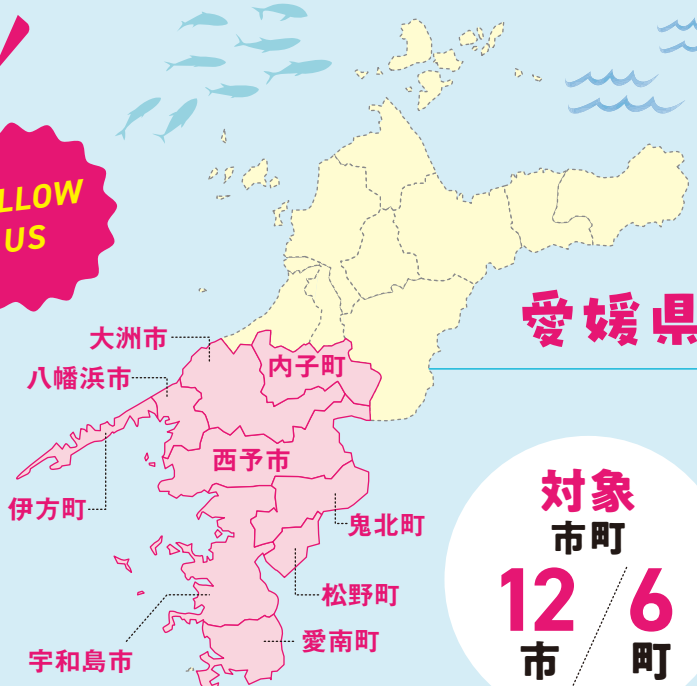 LLOW
US
愛媛県
大洲市
内子町
八幡浜市
西予市
伊方町
鬼北町
松野町
愛南町
宇和島市
対象
市町
12 / 6
市 町